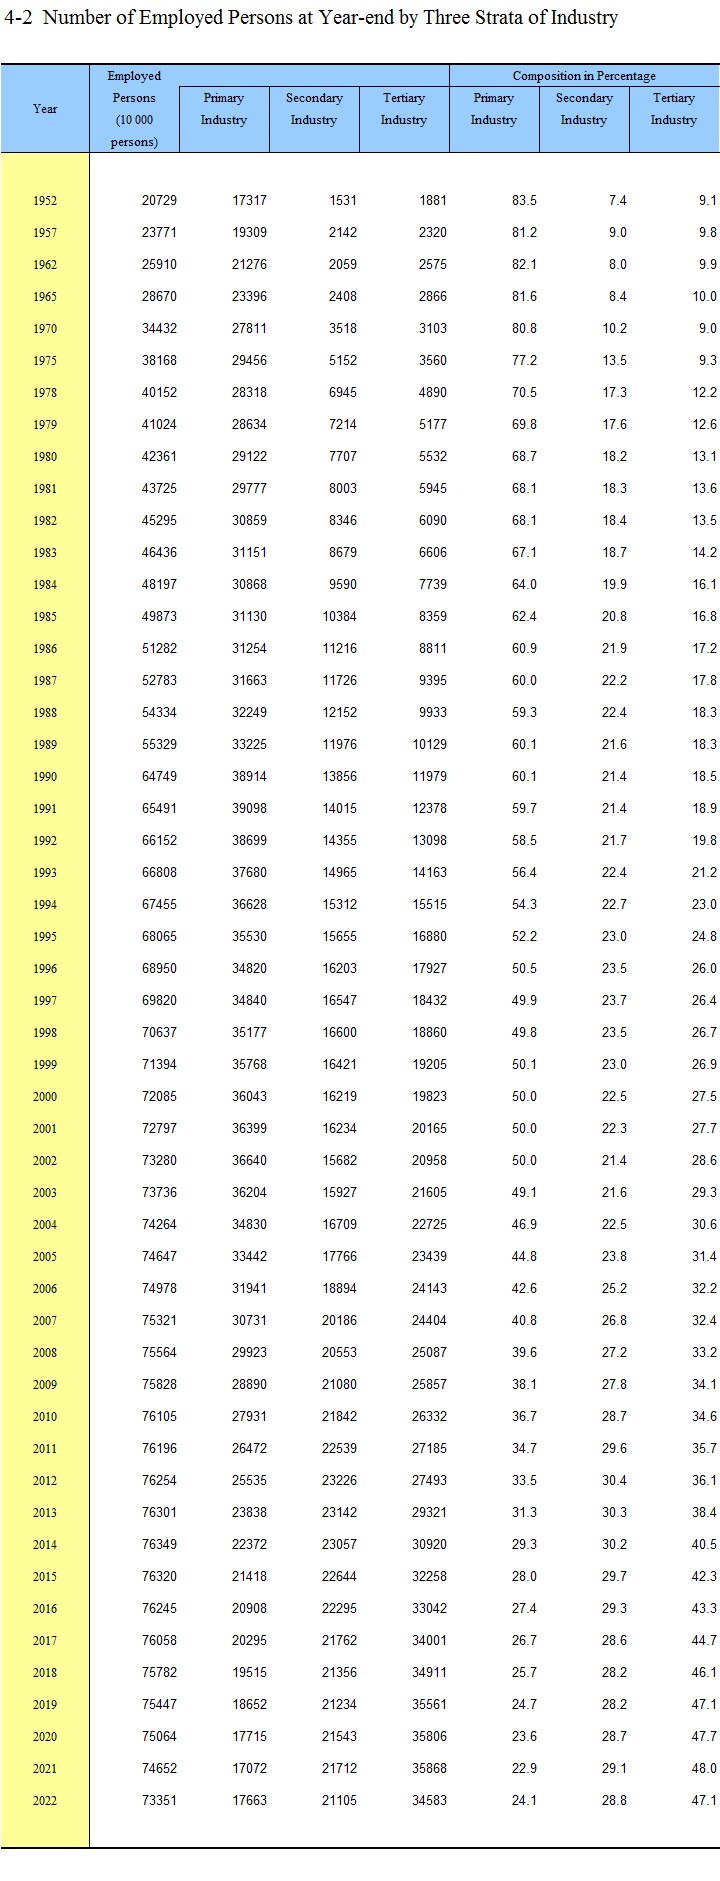 4-2 Number of Employed Persons at Year-end by Three Strata of Industry
Employed Composition in Percentage
Year Persons Primary Secondary Tertiary Primary Secondary Tertiary
(10 000 Industry Industry Industry Industry Industry Industry
persons)
1952 20729 17317 1531 1881 83.5 7.4 9.1
1957 23771 19309 2142 2320 81.2 9.0 9.8
1962 25910 21276 2059 2575 82.1 8.0 9.9
1965 28670 23396 2408 2866 81.6 8.4 10.0
1970 34432 27811 3518 3103 80.8 10.2 9.0
1975 38168 29456 5152 3560 77.2 13.5 9.3
1978 40152 28318 6945 4890 70.5 17.3 12.2
1979 41024 28634 7214 5177 69.8 17.6 12.6
1980 42361 29122 7707 5532 68.7 18.2 13.1
1981 43725 29777 8003 5945 68.1 18.3 13.6
1982 45295 30859 8346 6090 68.1 18.4 13.5
1983 46436 31151 8679 6606 67.1 18.7 14.2
1984 48197 30868 9590 7739 64.0 19.9 16.1
1985 49873 31130 10384 8359 62.4 20.8 16.8
1986 51282 31254 11216 8811 60.9 21.9 17.2
1987 52783 31663 11726 9395 60.0 22.2 17.8
1988 54334 32249 12152 9933 59.3 22.4 18.3
1989 55329 33225 11976 10129 60.1 21.6 18.3
1990 64749 38914 13856 11979 60.1 21.4 18.5
1991 65491 39098 14015 12378 59.7 21.4 18.9
1992 66152 38699 14355 13098 58.5 21.7 19.8
1993 66808 37680 14965 14163 56.4 22.4 21.2
1994 67455 36628 15312 15515 54.3 22.7 23.0
1995 68065 35530 15655 16880 52.2 23.0 24.8
1996 68950 34820 16203 17927 50.5 23.5 26.0
1997 69820 34840 16547 18432 49.9 23.7 26.4
1998 70637 35177 16600 18860 49.8 23.5 26.7
1999 71394 35768 16421 19205 50.1 23.0 26.9
2000 72085 36043 16219 19823 50.0 22.5 27.5
2001 72797 36399 16234 20165 50.0 22.3 27.7
2002 73280 36640 15682 20958 50.0 21.4 28.6
2003 73736 36204 15927 21605 49.1 21.6 29.3
2004 74264 34830 16709 22725 46.9 22.5 30.6
2005 74647 33442 17766 23439 44.8 23.8 31.4
2006 74978 31941 18894 24143 42.6 25.2 32.2
2007 75321 30731 20186 24404 40.8 26.8 32.4
2008 75564 29923 20553 25087 39.6 27.2 33.2
2009 75828 28890 21080 25857 38.1 27.8 34.1
2010 76105 27931 21842 26332 36.7 28.7 34.6
2011 76196 26472 22539 27185 34.7 29.6 35.7
2012 76254 25535 23226 27493 33.5 30.4 36.1
2013 76301 23838 23142 29321 31.3 30.3 38.4
2014 76349 22372 23057 30920 29.3 30.2 40.5
2015 76320 21418 22644 32258 28.0 29.7 42.3
2016 76245 20908 22295 33042 27.4 29.3 43.3
2017 76058 20295 21762 34001 26.7 28.6 44.7
2018 75782 19515 21356 34911 25.7 28.2 46.1
2019 75447 18652 21234 35561 24.7 28.2 47.1
2020 75064 17715 21543 35806 23.6 28.7 47.7
2021 74652 17072 21712 35868 22.9 29.1 48.0
2022 73351 17663 21105 34583 24.1 28.8 47.1